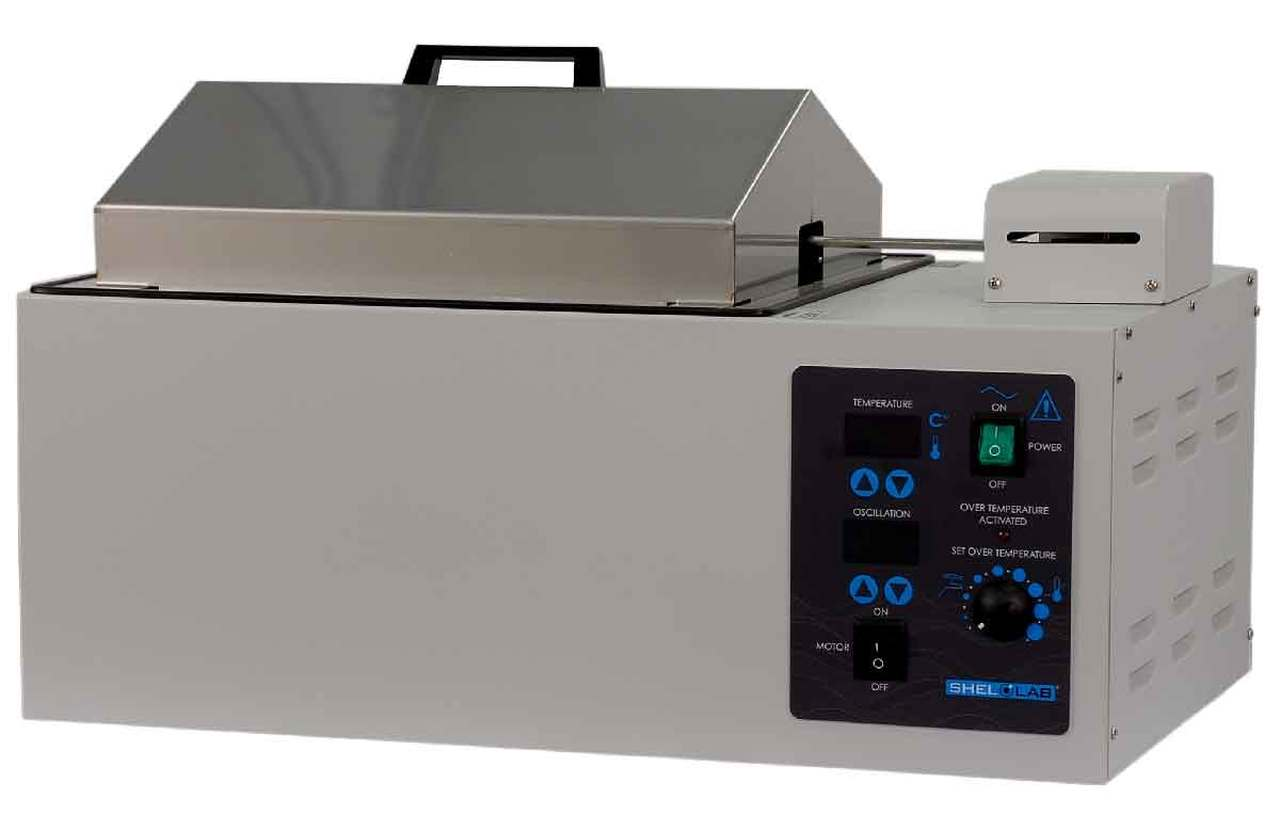 TEMPERATURE
C°
ON
POWER
OFF
OSCILLATION
OVER TEMPERATURE
ACTIVATED
SET OVER TEMPERATURE
ON
MOTOR
I
O
OFF
I
O
SHEL LAB